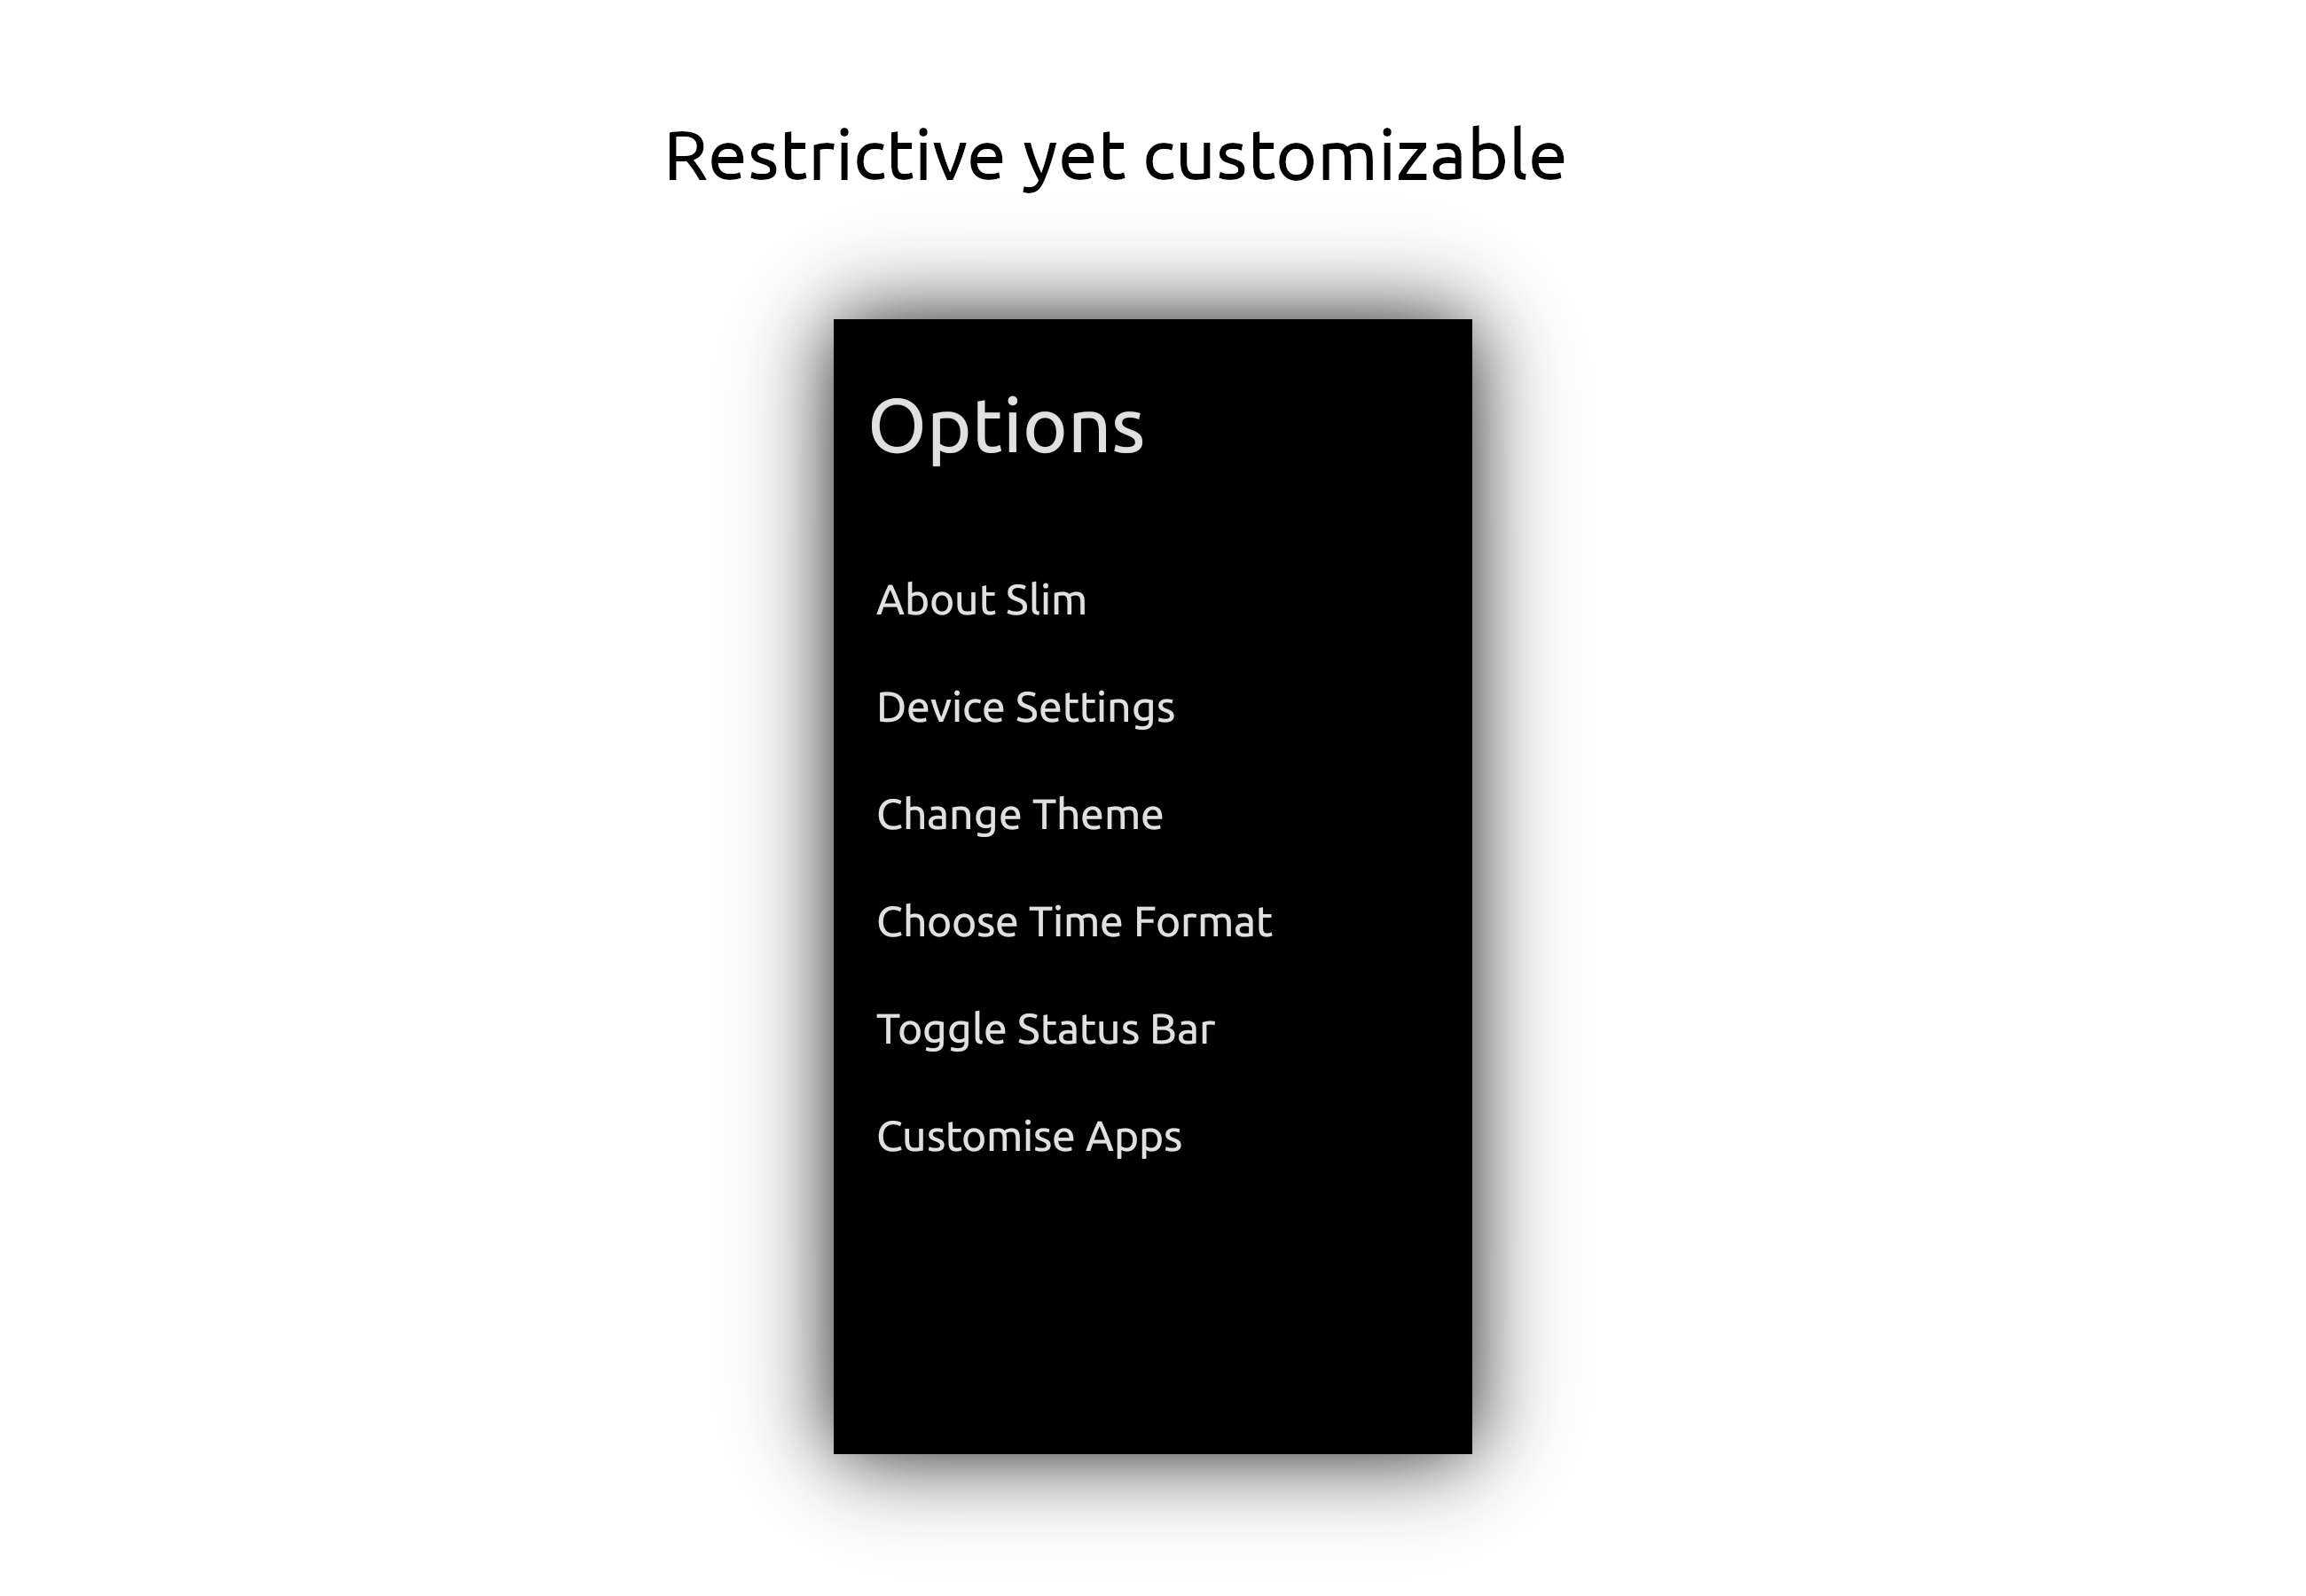 Restrictive yet customizable
Options
About Slim
Device Settings
Change Theme
Choose Time Format
Toggle Status Bar
Customise Apps